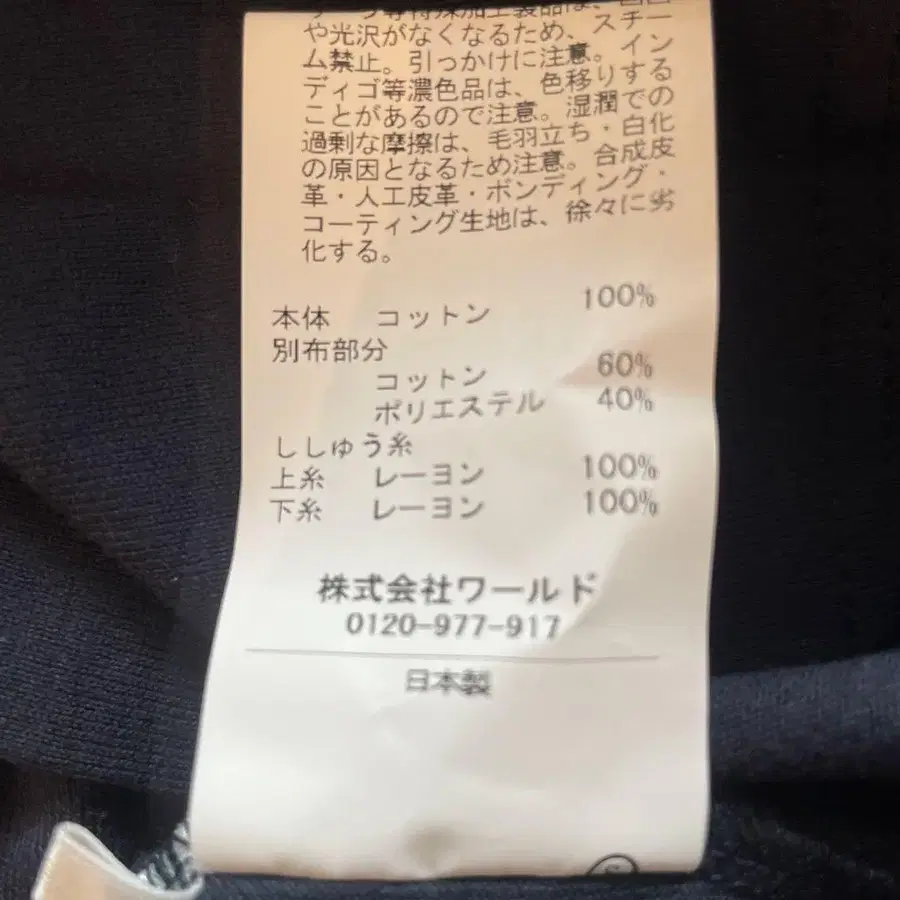 加工製品は、
や光沢がなくなるため、スチー
ム禁止。引っかけに注意。イン
ディゴ等濃色品は、色移りする
ことがあるので注意。湿潤での
過剰な摩擦は、毛羽立ち・白化
の原因となるため注意。合成皮
革・人工皮革・ボンディング・
コーティング生地は、徐々に劣
化する。
本体 コットン 100%
別布部分
コットン 60%
ポリエステル 40%
ししゅう糸
上糸 レーヨン 100%
下糸 レーヨン 100%
株式会社ワールド
0120-977-917
日本製